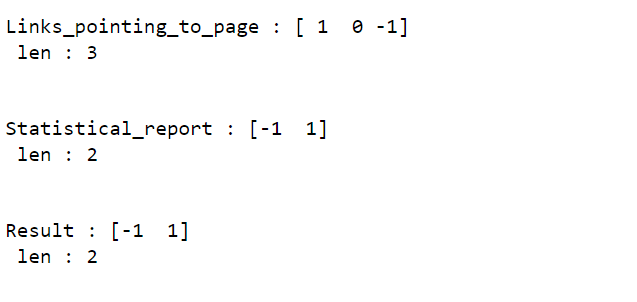 Links_pointing_to_page : [ 1  0 -1]
 len : 3
Statistical_report : [-1  1]
 len : 2
Result : [-1  1]
 len : 2